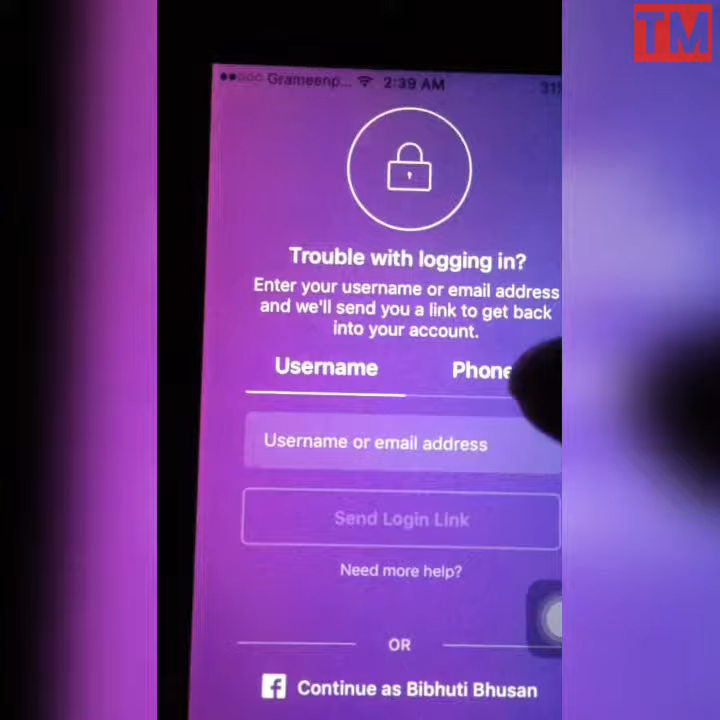 TM
Grameenp... 2:39 AM 31
Trouble with logging in?
Enter your username or email address
and we'll send you a link to get back
into your account.
Username Phone
Username or email address
Send Login Link
Need more help?
OR
f Continue as Bibhuti Bhusan